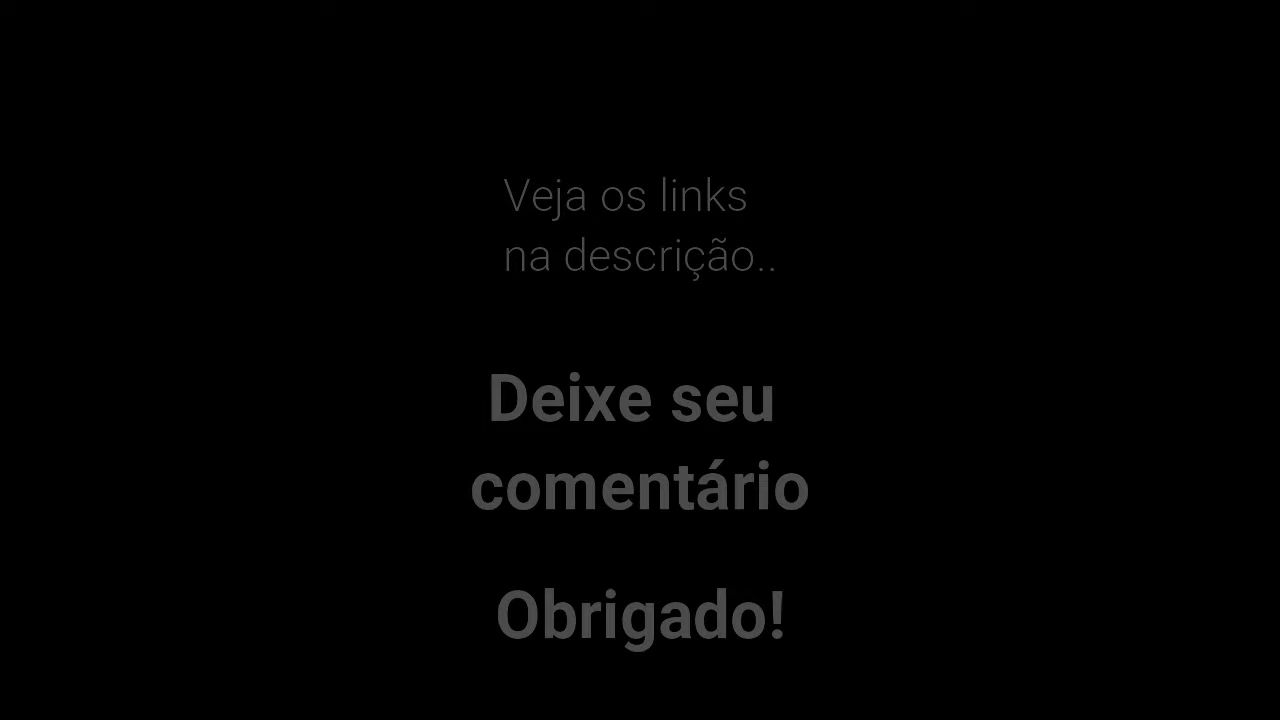 Veja os links
na descrição..
Deixe seu
comentário
Obrigado!